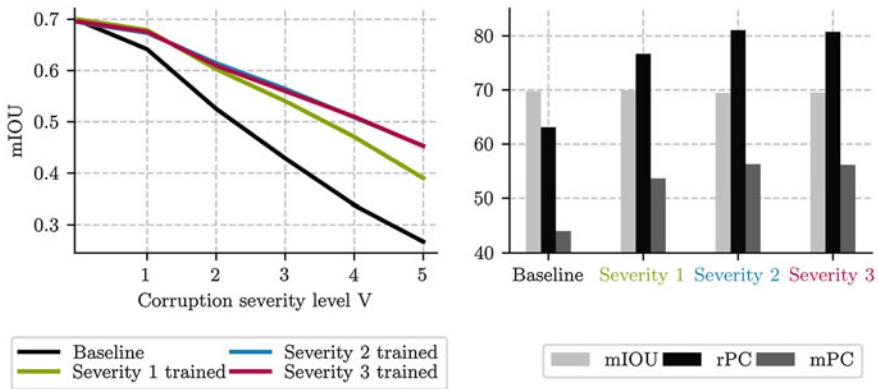 mIOU
0.7
0.6
0.5
0.4
0.3
1 2 3 4 5
Corruption severity level V
Baseline
Severity 1 trained
Severity 2 trained
Severity 3 trained
80
70
60
50
40
Baseline Severity 1 Severity 2 Severity 3
mIOU rPC mPC